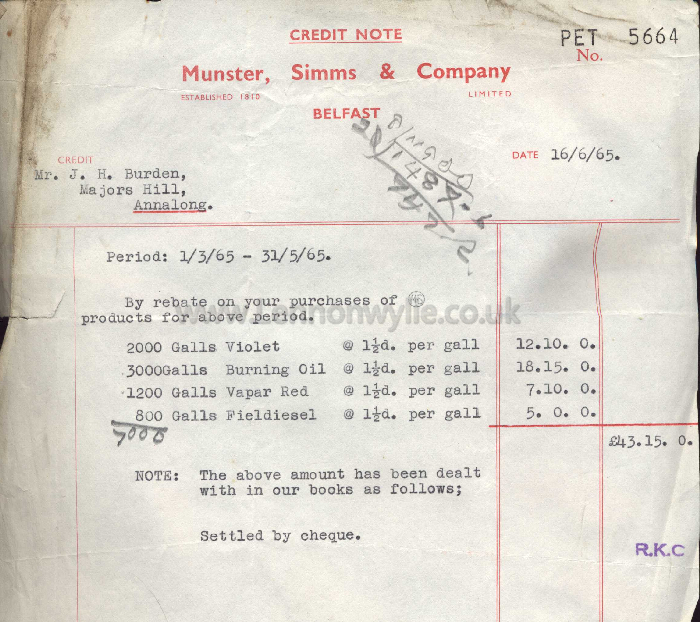 CREDIT NOTE
PET 5664
No.
Munster, Simms & Company
ESTABLISHED 1810 LIMITED
BELFAST
CREDIT
DATE 16/6/65.
Mr. J. H. Burden,
Majors Hill,
Annalong.
Period: 1/3/65 - 31/5/65.
By rebate on your purchases of
products for above period.
www.cannonwylie.co.uk
2000 Galls Violet @ 1½d. per gall 12.10. 0.
3000Galls Burning Oil @ 1½d. per gall 18.15. 0.
1200 Galls Vapar Red @ 1½d. per gall 7.10. 0.
800 Galls Fieldiesel @ 1½d. per gall 5. 0. 0.
7000
£43.15. 0.
NOTE: The above amount has been dealt
with in our books as follows;
Settled by cheque.
R.K.C